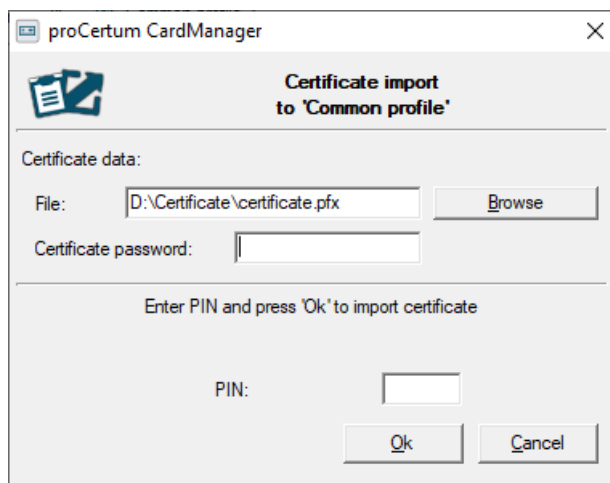 proCertum CardManager
Certificate import
to 'Common profile'
Certificate data:
File:
D:\Certificate\certificate.pfx
Browse
Certificate password:
Enter PIN and press 'Ok' to import certificate
PIN:
Ok
Cancel